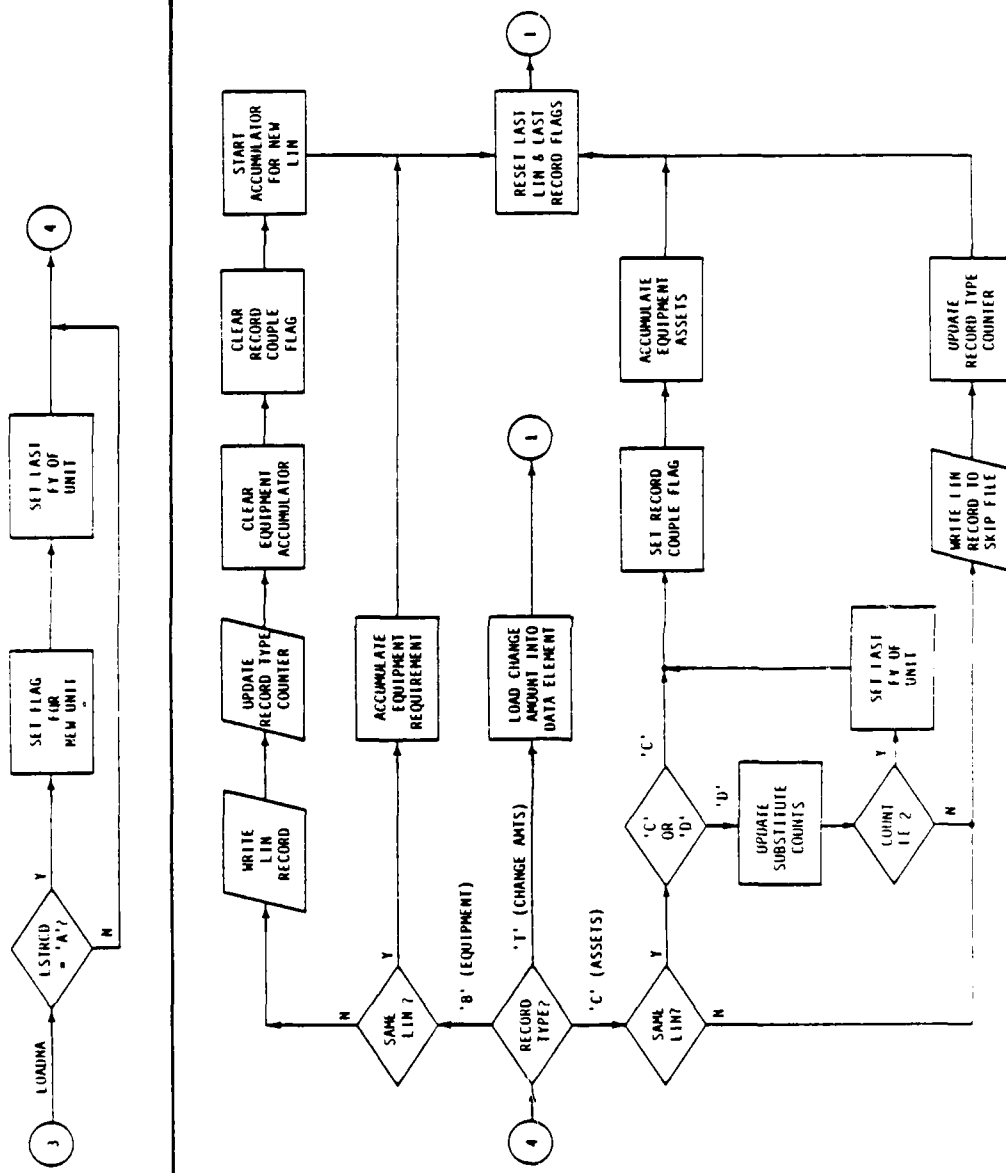 3
LOADNA
LSTRCD
= 'A'?
Y
N
SET FLAG
FOR
NEW UNIT
SET LAST
FY OF
UNIT
4
4
RECORD
TYPE?
'B' (EQUIPMENT)
'T' (CHANGE AMTS)
'C' (ASSETS)
SAME
LIN ?
N
Y
WRITE
LIN
RECORD
UPDATE
RECORD TYPE
COUNTER
CLEAR
EQUIPMENT
ACCUMULATOR
CLEAR
RECORD
COUPLE
FLAG
START
ACCUMULATOR
FOR NEW
LIN
ACCUMULATE
EQUIPMENT
REQUIREMENT
LOAD CHANGE
AMOUNT INTO
DATA ELEMENT
1
RESET LAST
LIN & LAST
RECORD FLAGS
1
SAME
LIN?
Y
N
'C'
OR
'D'
'C'
'D'
SET RECORD
COUPLE FLAG
ACCUMULATE
EQUIPMENT
ASSETS
UPDATE
SUBSTITUTE
COUNTS
COUNT
LE 2
Y
N
SET LAST
FY OF
UNIT
WRITE LIN
RECORD TO
SKIP FILE
UPDATE
RECORD TYPE
COUNTER